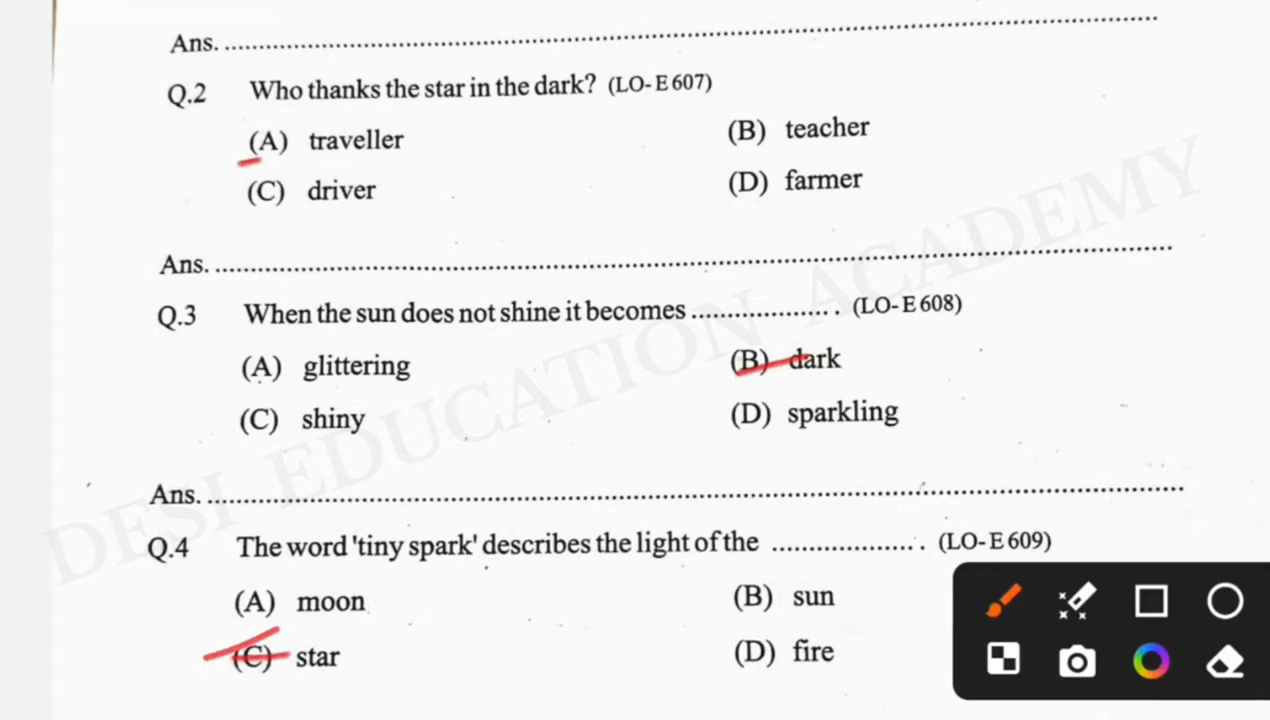 Ans. ........................................................................
Q.2 Who thanks the star in the dark? (LO- E 607)
(A) traveller (B) teacher
(C) driver (D) farmer
Ans. ........................................................................
Q.3 When the sun does not shine it becomes .................... . (LO- E 608)
(A) glittering (B) dark
(C) shiny (D) sparkling
Ans. ........................................................................
Q.4 The word 'tiny spark' describes the light of the .................... . (LO- E 609)
(A) moon (B) sun
(C) star (D) fire
DESI EDUCATION ACADEMY